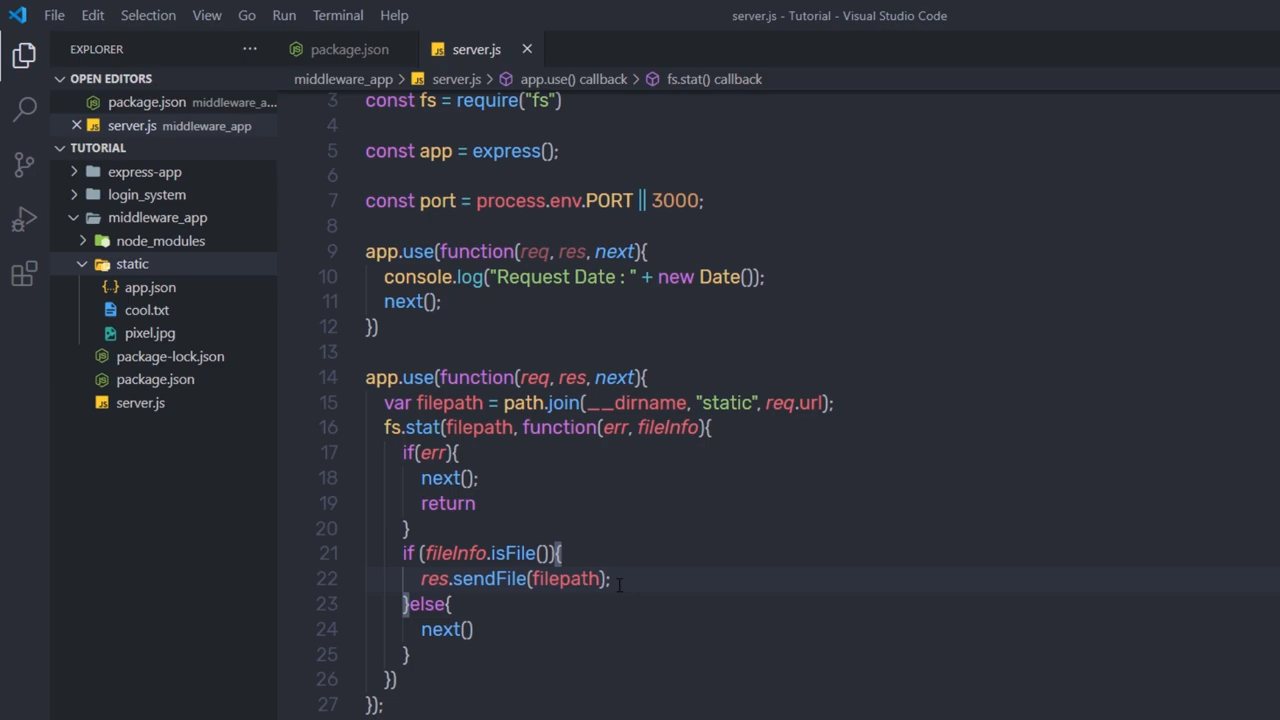 File Edit Selection View Go Run Terminal Help server.js - Tutorial - Visual Studio Code
EXPLORER ...
OPEN EDITORS
package.json middleware_a...
server.js middleware_app
TUTORIAL
express-app
login_system
middleware_app
node_modules
static
app.json
cool.txt
pixel.jpg
package-lock.json
package.json
server.js
package.json server.js
middleware_app > server.js > app.use() callback > fs.stat() callback
3 const fs = require("fs")
4
5 const app = express();
6
7 const port = process.env.PORT || 3000;
8
9 app.use(function(req, res, next){
10 console.log("Request Date : " + new Date());
11 next();
12 })
13
14 app.use(function(req, res, next){
15 var filepath = path.join(__dirname, "static", req.url);
16 fs.stat(filepath, function(err, fileInfo){
17 if(err){
18 next();
19 return
20 }
21 if (fileInfo.isFile()){
22 res.sendFile(filepath);
23 }else{
24 next()
25 }
26 })
27 });